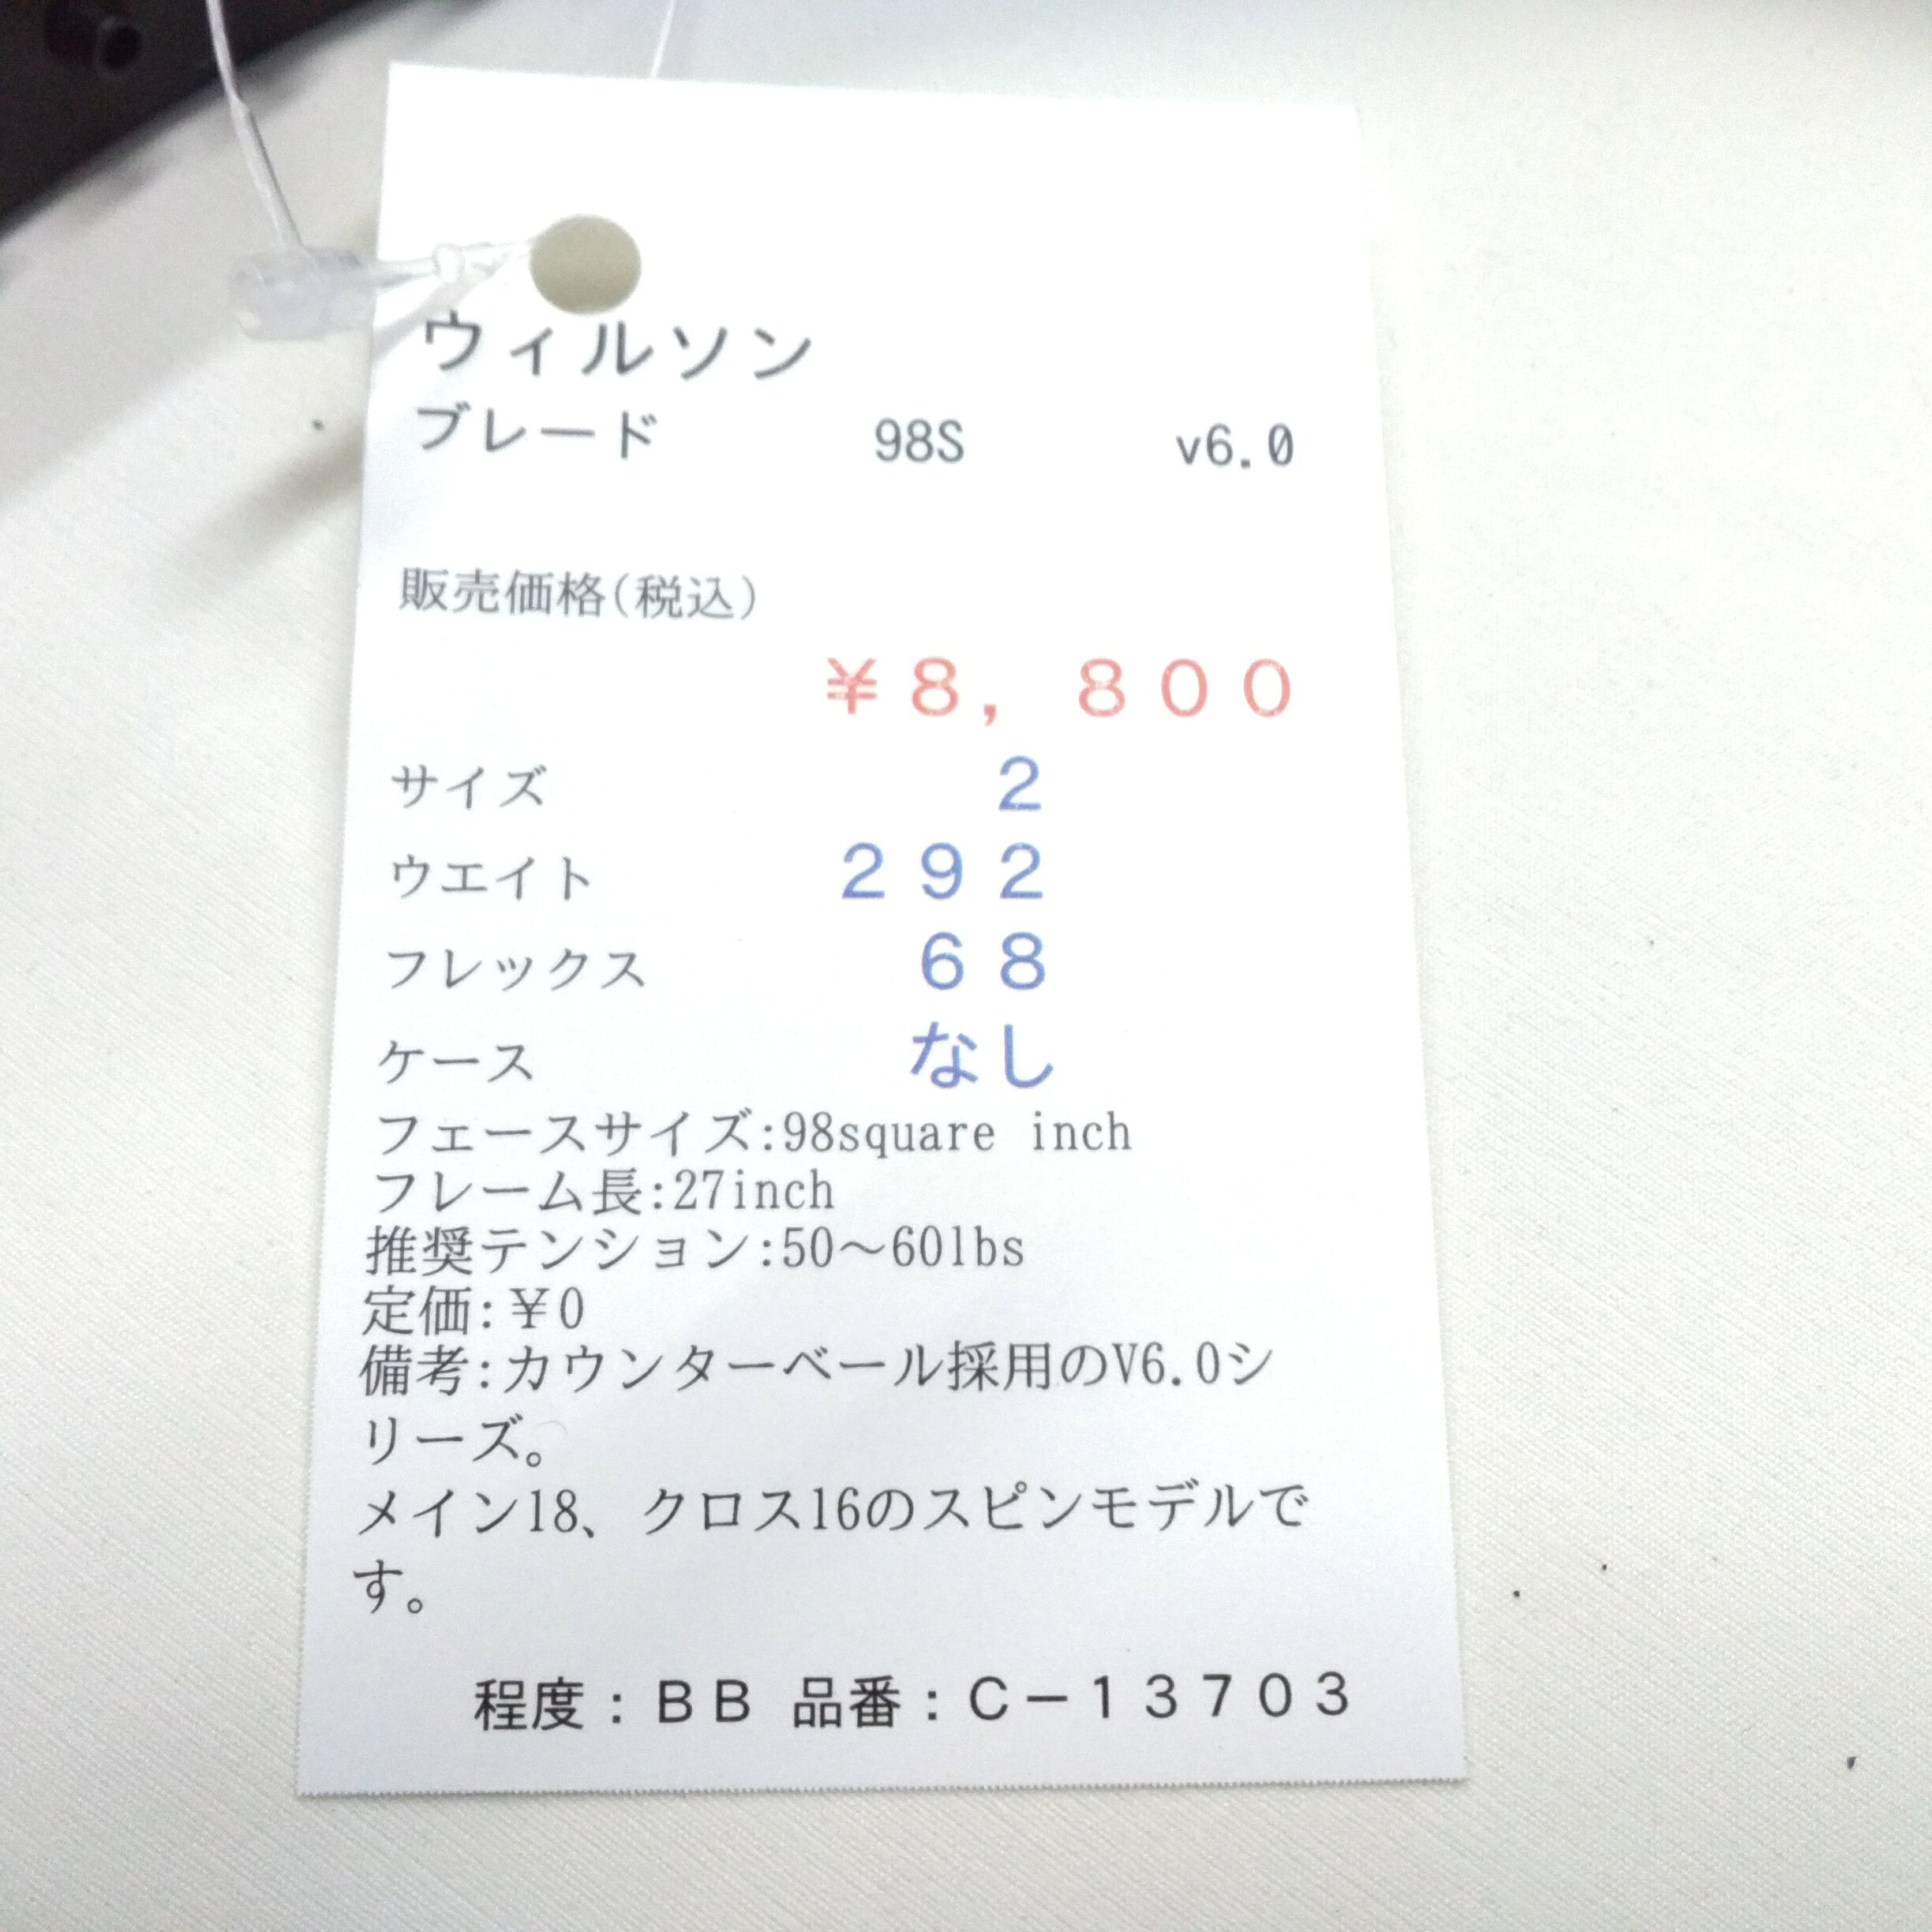 ウィルソン
ブレード 98S v6.0
販売価格(税込)
¥8,800
サイズ 2
ウエイト 292
フレックス 68
ケース なし
フェースサイズ:98square inch
フレーム長:27inch
推奨テンション:50～60lbs
定価:¥0
備考:カウンターベール採用のV6.0シ
リーズ。
メイン18、クロス16のスピンモデルで
す。
程度：BB 品番：C－13703